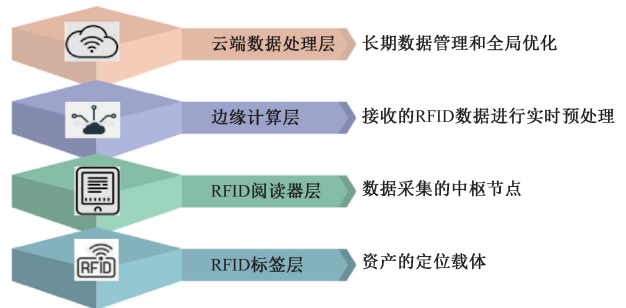 云端数据处理层 长期数据管理和全局优化
边缘计算层 接收的RFID数据进行实时预处理
RFID阅读器层 数据采集的中枢节点
RFID
RFID标签层 资产的定位载体